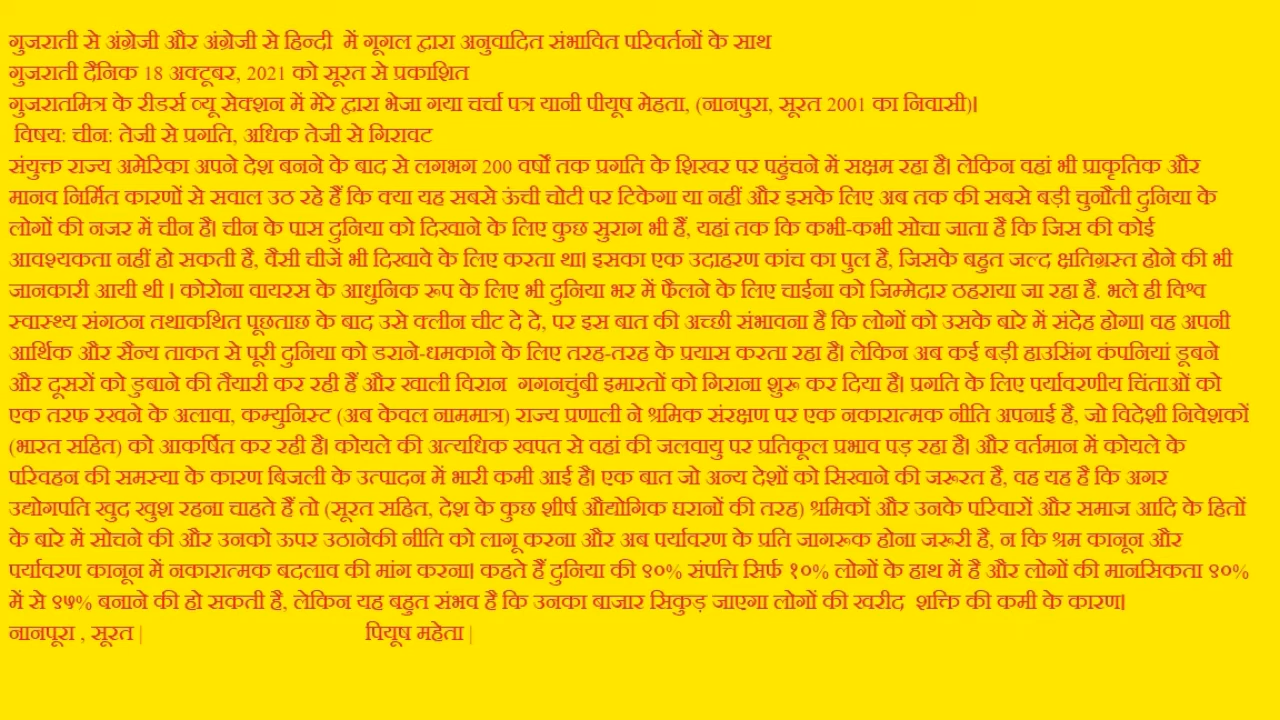 गुजराती से अंग्रेजी और अंग्रेजी से हिन्दी  में गूगल द्वारा अनुवादित संभावित परिवर्तनों के साथ
गुजराती दैनिक 18 अक्टूबर, 2021 को सूरत से प्रकाशित
गुजरातमित्र के रीडर्स व्यू सेक्शन में मेरे द्वारा भेजा गया चर्चा पत्र यानी पीयूष मेहता, (नानपुरा, सूरत 2001 का निवासी)।
विषय: चीन: तेजी से प्रगति, अधिक तेजी से गिरावट
संयुक्त राज्य अमेरिका अपने देश बनने के बाद से लगभग 200 वर्षों तक प्रगति के शिखर पर पहुंचने में सक्षम रहा है। लेकिन वहां भी प्राकृतिक और
मानव निर्मित कारणों से सवाल उठ रहे हैं कि क्या यह सबसे ऊंची चोटी पर टिकेगा या नहीं और इसके लिए अब तक की सबसे बड़ी चुनौती दुनिया के
लोगों की नजर में चीन है। चीन के पास दुनिया को दिखाने के लिए कुछ सुराग भी हैं, यहां तक कि कभी-कभी सोचा जाता है कि जिस की कोई
आवश्यकता नहीं हो सकती है, वैसी चीजें भी दिखावे के लिए करता था। इसका एक उदाहरण कांच का पुल है, जिसके बहुत जल्द क्षतिग्रस्त होने की भी
जानकारी आयी थी । कोरोना वायरस के आधुनिक रूप के लिए भी दुनिया भर में फैलने के लिए चाईना को जिम्मेदार ठहराया जा रहा है. भले ही विश्व
स्वास्थ्य संगठन तथाकथित पूछताछ के बाद उसे क्लीन चीट दे दे, पर इस बात की अच्छी संभावना है कि लोगों को उसके बारे में संदेह होगा। वह अपनी
आर्थिक और सैन्य ताकत से पूरी दुनिया को डराने-धमकाने के लिए तरह-तरह के प्रयास करता रहा है। लेकिन अब कई बड़ी हाउसिंग कंपनियां डूबने
और दूसरों को डुबाने की तैयारी कर रही हैं और खाली विरान  गगनचुंबी इमारतों को गिराना शुरू कर दिया है। प्रगति के लिए पर्यावरणीय चिंताओं को
एक तरफ रखने के अलावा, कम्युनिस्ट (अब केवल नाममात्र) राज्य प्रणाली ने श्रमिक संरक्षण पर एक नकारात्मक नीति अपनाई है, जो विदेशी निवेशकों
(भारत सहित) को आकर्षित कर रही है। कोयले की अत्यधिक खपत से वहां की जलवायु पर प्रतिकूल प्रभाव पड़ रहा है। और वर्तमान में कोयले के
परिवहन की समस्या के कारण बिजली के उत्पादन में भारी कमी आई है। एक बात जो अन्य देशों को सिखाने की जरूरत है, वह यह है कि अगर
उद्योगपति खुद खुश रहना चाहते हैं तो (सूरत सहित, देश के कुछ शीर्ष औद्योगिक घरानों की तरह) श्रमिकों और उनके परिवारों और समाज आदि के हितों
के बारे में सोचने की और उनको ऊपर उठानेकी नीति को लागू करना और अब पर्यावरण के प्रति जागरूक होना जरूरी है, न कि श्रम कानून और
पर्यावरण कानून में नकारात्मक बदलाव की मांग करना। कहते हैं दुनिया की ९०% संपत्ति सिर्फ १०% लोगों के हाथ में है और लोगों की मानसिकता ९०%
में से ९५% बनाने की हो सकती है, लेकिन यह बहुत संभव है कि उनका बाजार सिकुड़ जाएगा लोगों की खरीद  शक्ति की कमी के कारण।
नानपूरा , सूरत | पियूष महेता |